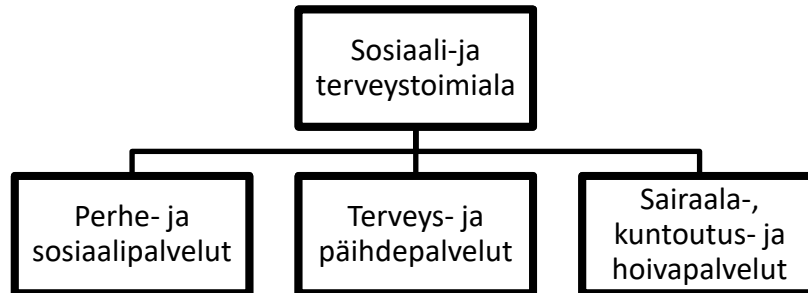 Sosiaali-ja
terveystoimiala
Perhe- ja
sosiaalipalvelut
Terveys- ja
päihdepalvelut
Sairaala-,
kuntoutus- ja
hoivapalvelut